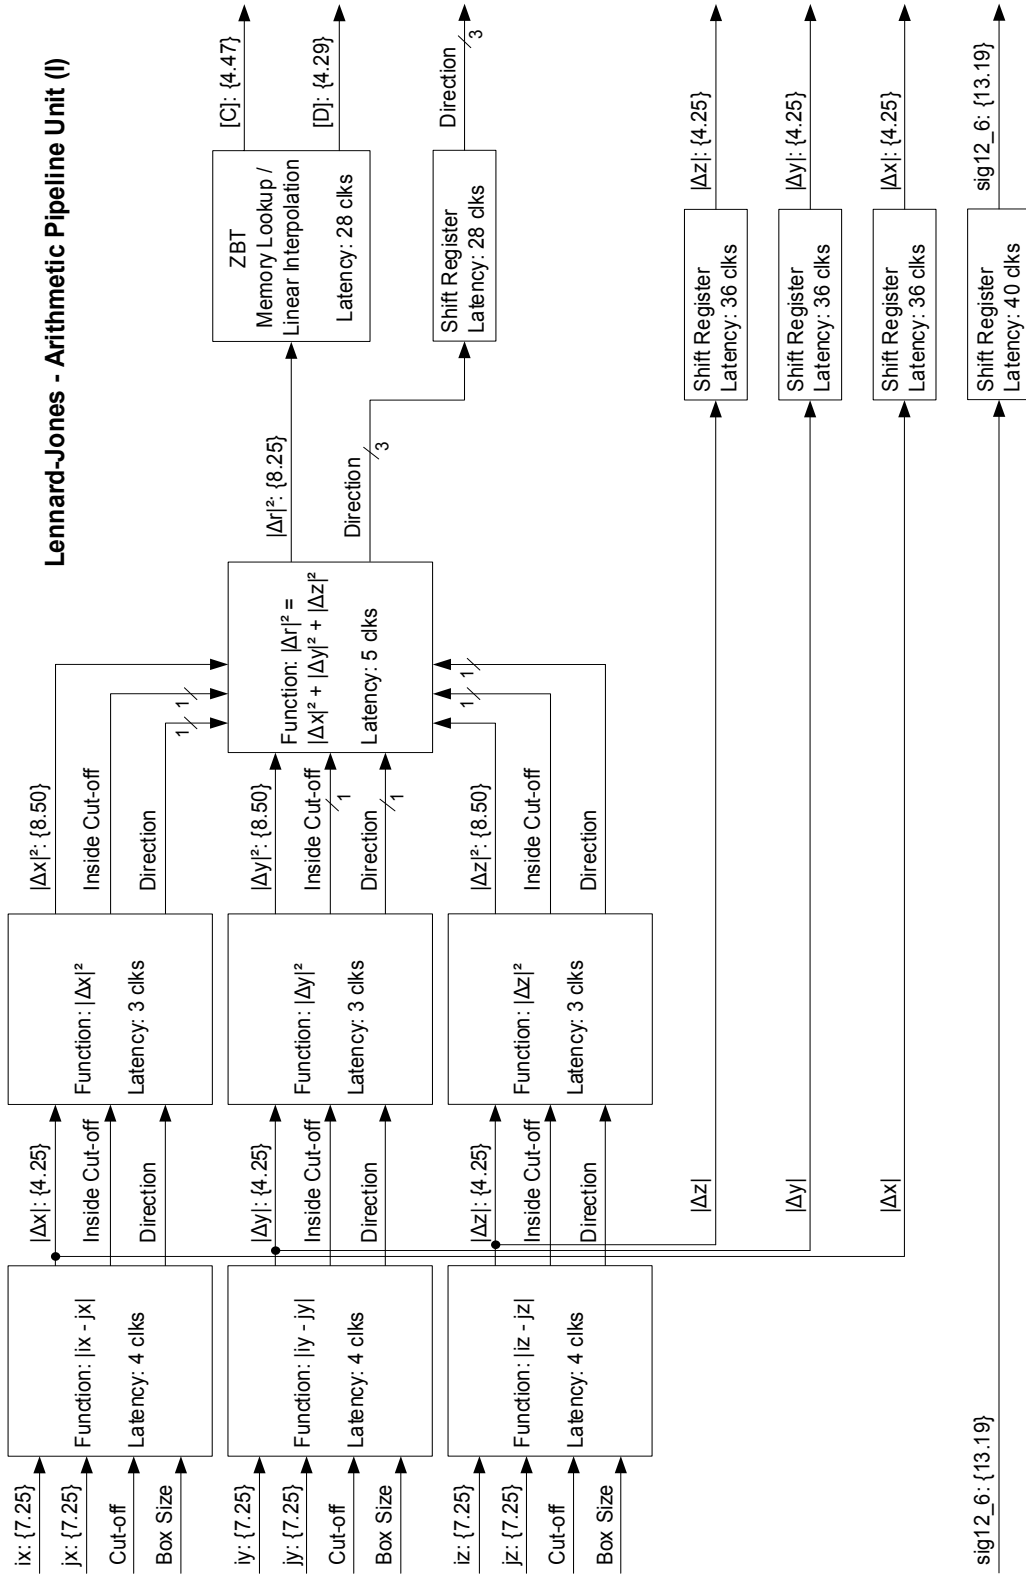 Lennard-Jones - Arithmetic Pipeline Unit (I)
ix: {7.25}
jx: {7.25}
Cut-off
Box Size
Function: |ix - jx|
Latency: 4 clks
|Δx|: {4.25}
Inside Cut-off
Direction
Function: |Δx|²
Latency: 3 clks
|Δx|²: {8.50}
Inside Cut-off
1
Direction
1
iy: {7.25}
jy: {7.25}
Cut-off
Box Size
Function: |iy - jy|
Latency: 4 clks
|Δy|: {4.25}
Inside Cut-off
Direction
Function: |Δy|²
Latency: 3 clks
|Δy|²: {8.50}
Inside Cut-off
1
Direction
1
iz: {7.25}
jz: {7.25}
Cut-off
Box Size
Function: |iz - jz|
Latency: 4 clks
|Δz|: {4.25}
Inside Cut-off
Direction
Function: |Δz|²
Latency: 3 clks
|Δz|²: {8.50}
Inside Cut-off
1
Direction
1
Function: |Δr|² =
|Δx|² + |Δy|² + |Δz|²
Latency: 5 clks
|Δr|²: {8.25}
Direction
3
ZBT
Memory Lookup /
Linear Interpolation
Latency: 28 clks
[C]: {4.47}
[D]: {4.29}
Shift Register
Latency: 28 clks
Direction
3
|Δz|
Shift Register
Latency: 36 clks
|Δz|: {4.25}
|Δy|
Shift Register
Latency: 36 clks
|Δy|: {4.25}
|Δx|
Shift Register
Latency: 36 clks
|Δx|: {4.25}
sig12_6: {13.19}
Shift Register
Latency: 40 clks
sig12_6: {13.19}